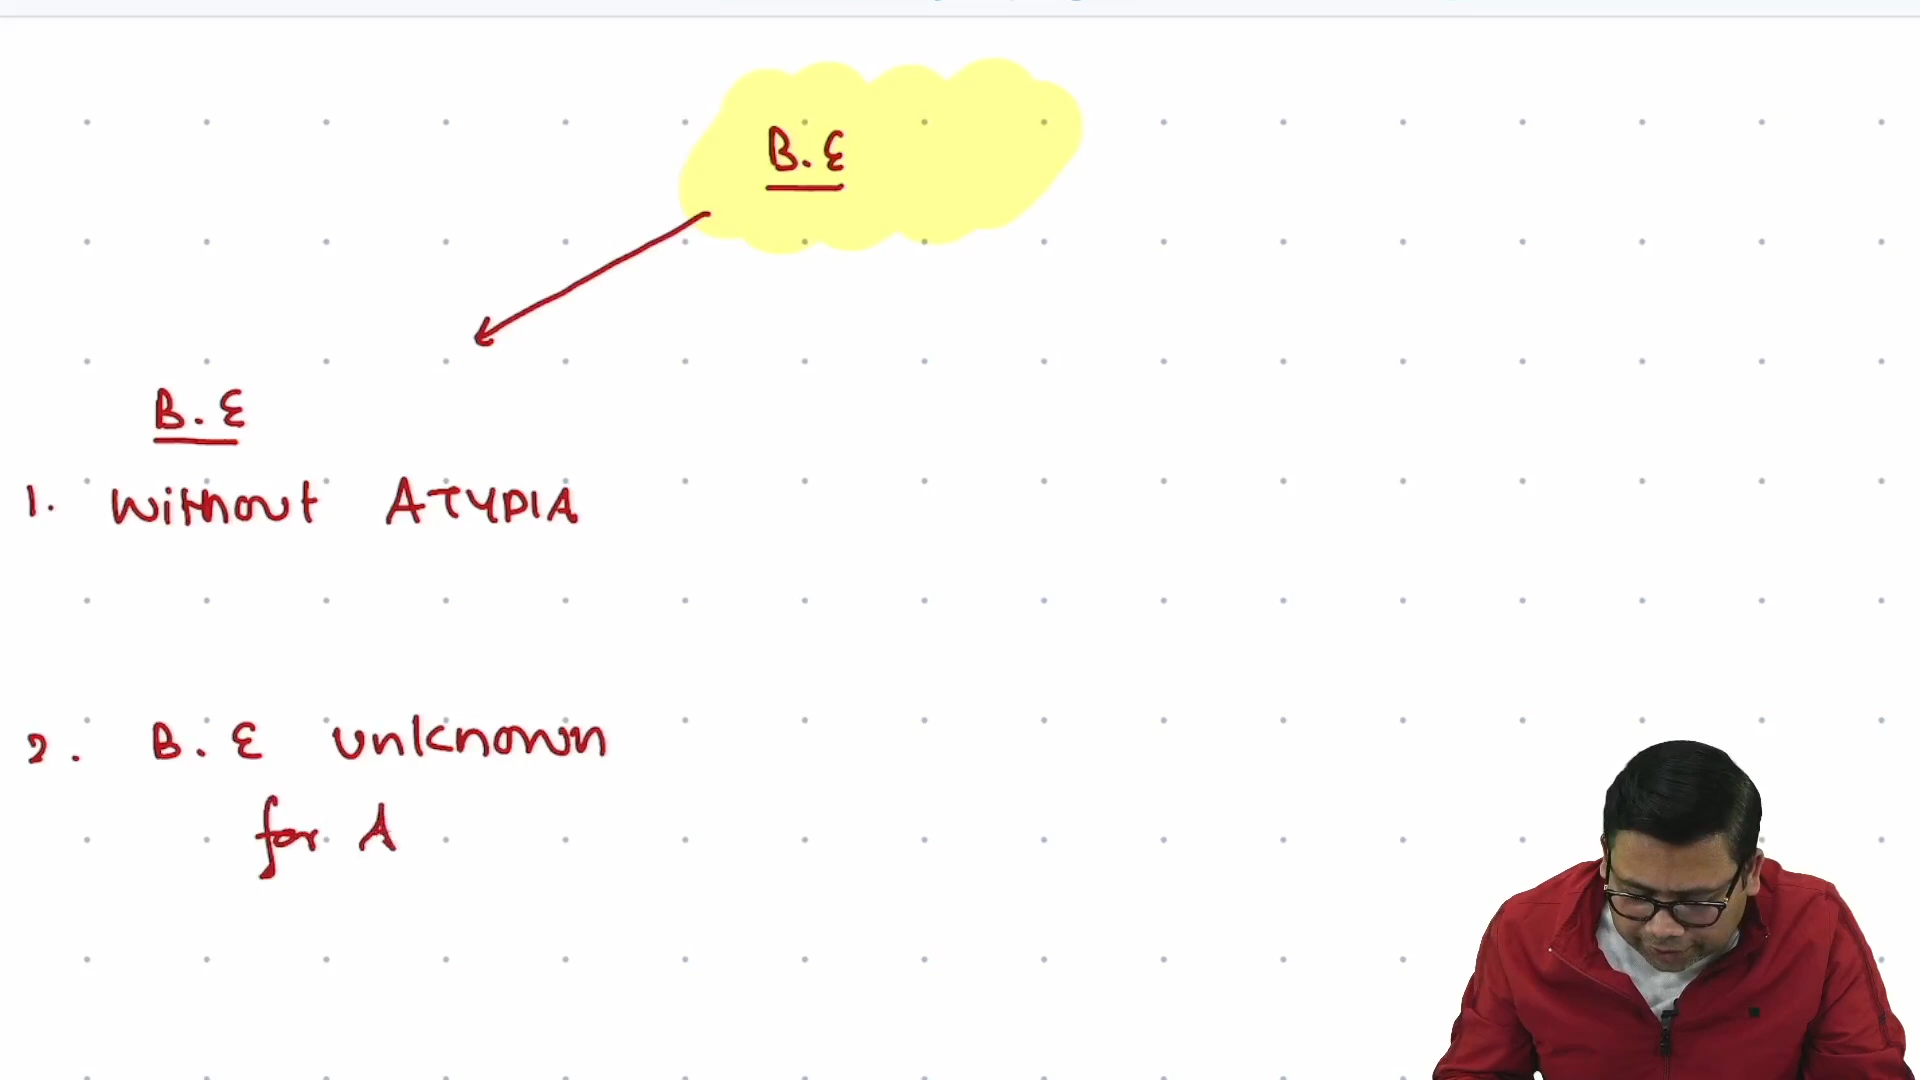 B.E
B.E
1. Without ATYPIA
2. B.E unknown
for A